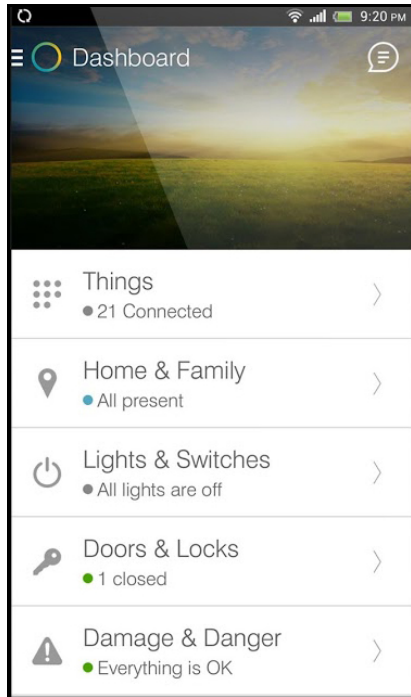 9:20 PM
Dashboard
Things
21 Connected
Home & Family
All present
Lights & Switches
All lights are off
Doors & Locks
1 closed
Damage & Danger
Everything is OK